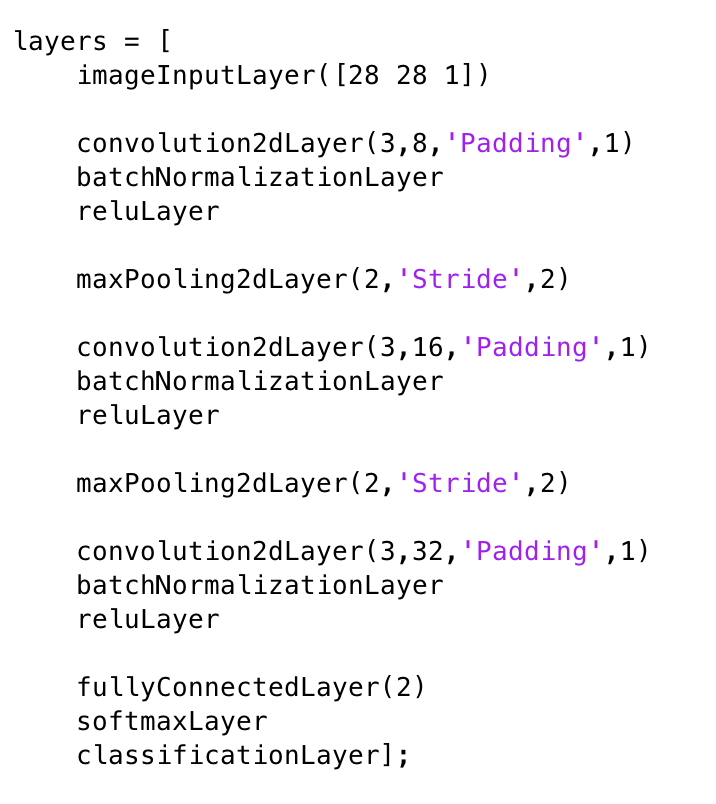 layers = [
imageInputLayer([28 28 1])
convolution2dLayer(3,8,'Padding',1)
batchNormalizationLayer
reluLayer
maxPooling2dLayer(2,'Stride',2)
convolution2dLayer(3,16,'Padding',1)
batchNormalizationLayer
reluLayer
maxPooling2dLayer(2,'Stride',2)
convolution2dLayer(3,32,'Padding',1)
batchNormalizationLayer
reluLayer
fullyConnectedLayer(2)
softmaxLayer
classificationLayer];